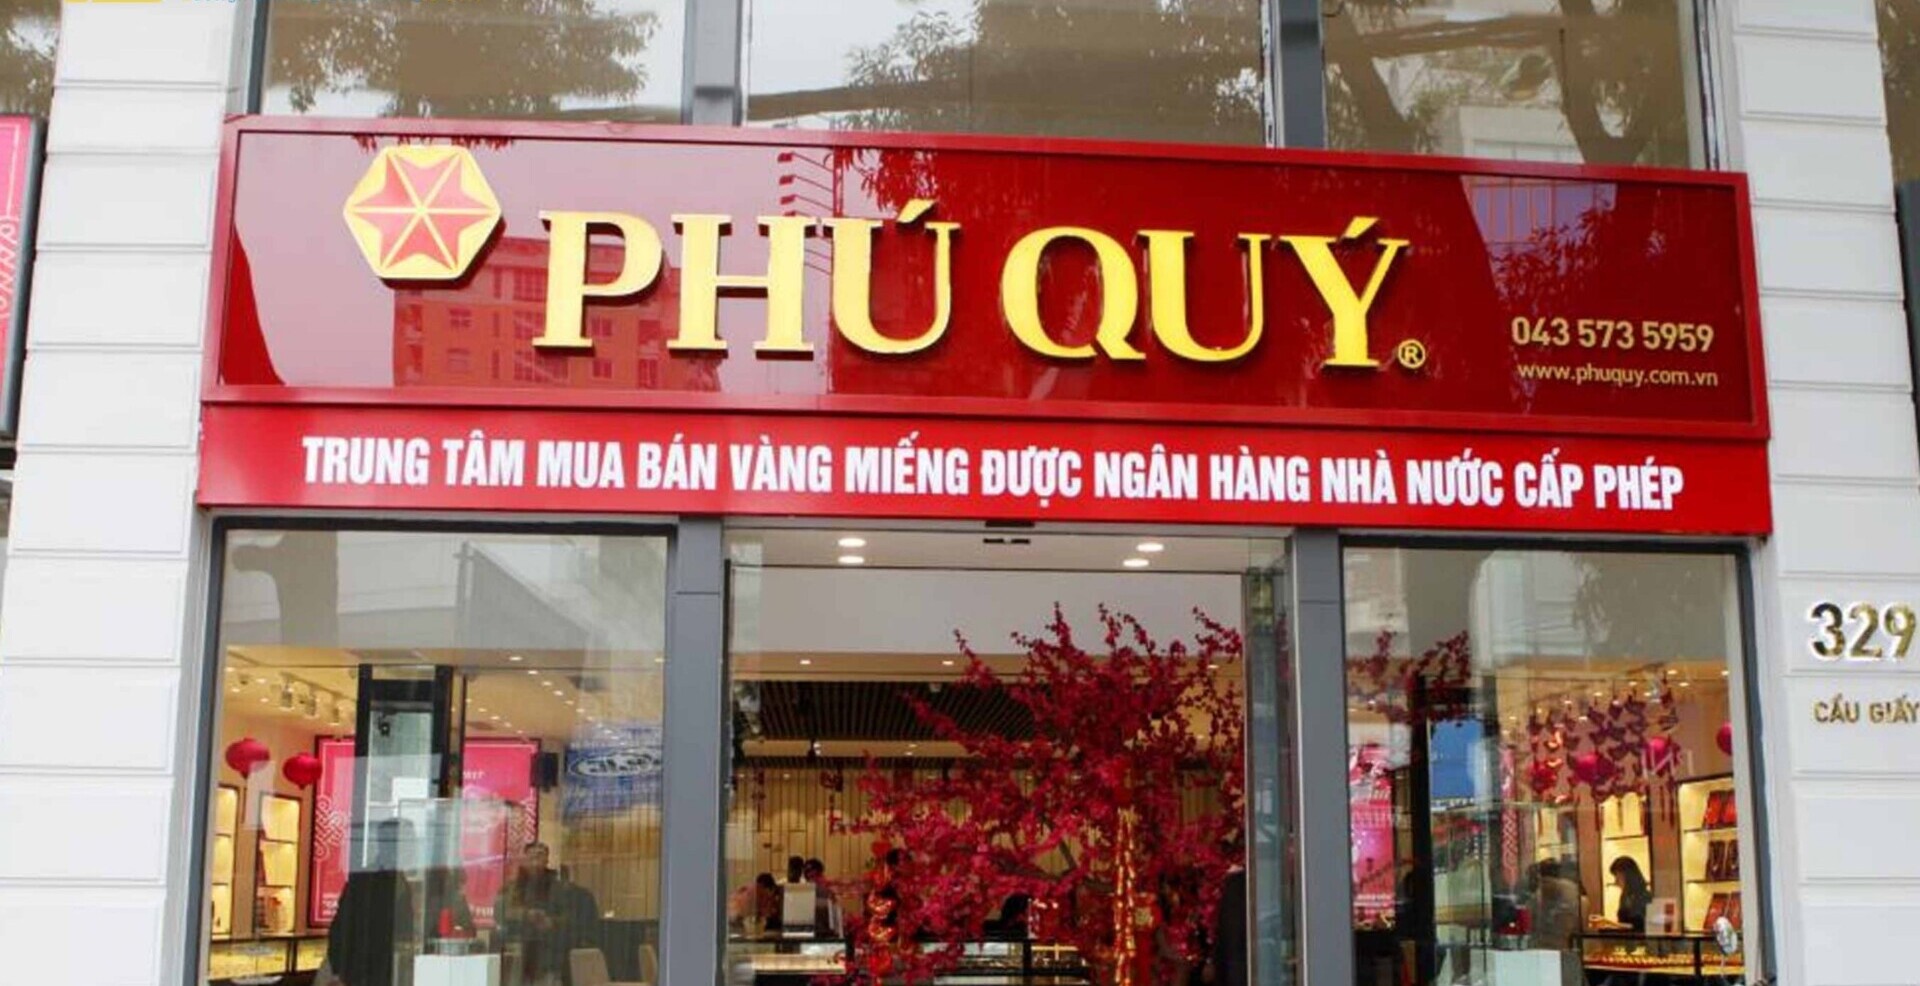 PHÚ QUÝ®
043 573 5959
www.phuquy.com.vn
TRUNG TÂM MUA BÁN VÀNG MIẾNG ĐƯỢC NGÂN HÀNG NHÀ NƯỚC CẤP PHÉP
329
CẦU GIẤY